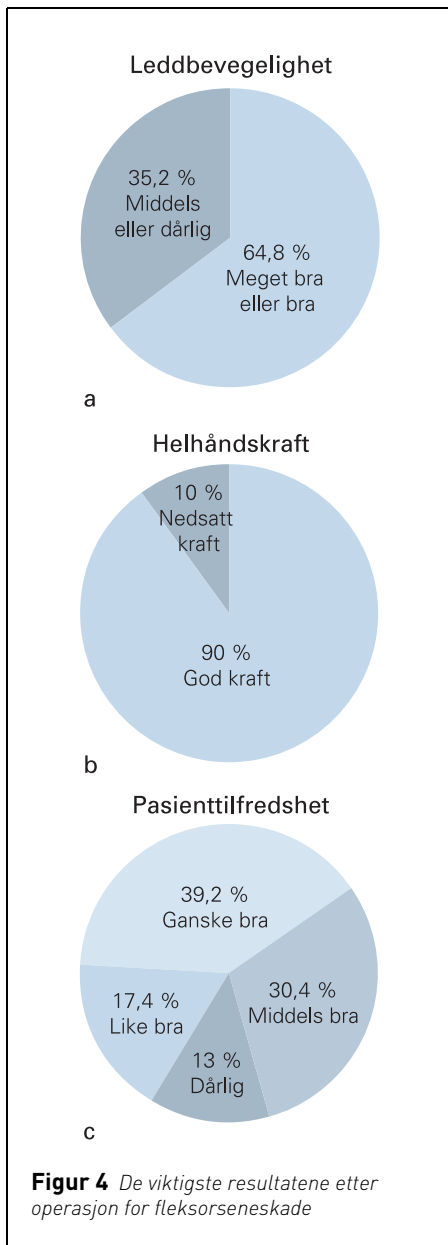 Leddbevegelighet
35,2 %
Middels
eller dårlig
64,8 %
Meget bra
eller bra
a
Helhåndskraft
10 %
Nedsatt
kraft
90 %
God kraft
b
Pasienttilfredshet
39,2 %
Ganske bra
30,4 %
Middels bra
17,4 %
Like bra
13 %
Dårlig
c
Figur 4 De viktigste resultatene etter
operasjon for fleksorseneskade